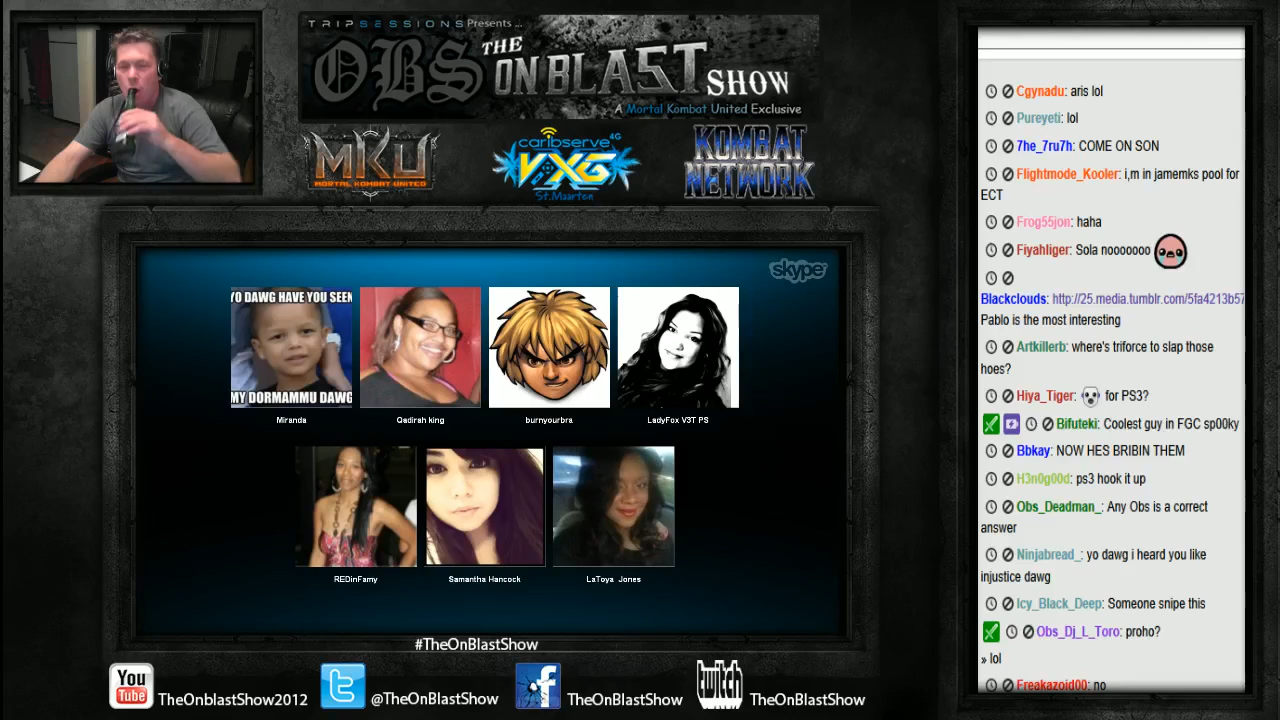 TRIPSESSIONS Presents ...
OBS THE ON BLAST SHOW
A Mortal Kombat United Exclusive
MKU
MORTAL KOMBAT UNITED
caribserve 4G
VXG
St.Maarten
KOMBAT
NETWORK
skype
YO DAWG HAVE YOU SEEN
MY DORMAMMU DAWG
Miranda
Qadirah king
burnyourbra
LadyFox V3T PS
REDinFamy
Samantha Hancock
LaToya Jones
#TheOnBlastShow
You
Tube
TheOnblastShow2012
@TheOnBlastShow
TheOnBlastShow
twitch
TheOnBlastShow
Cgynadu: aris lol
Pureyeti: lol
7he_7ru7h: COME ON SON
Flightmode_Kooler: i,m in jamemks pool for
ECT
Frog55jon: haha
Fiyahliger: Sola nooooooo
Blackclouds: http://25.media.tumblr.com/5fa4213b57
Pablo is the most interesting
Artkillerb: where's triforce to slap those
hoes?
Hiya_Tiger: for PS3?
Bifuteki: Coolest guy in FGC sp00ky
Bbkay: NOW HES BRIBIN THEM
H3n0g00d: ps3 hook it up
Obs_Deadman_: Any Obs is a correct
answer
Ninjabread_: yo dawg i heard you like
injustice dawg
Icy_Black_Deep: Someone snipe this
Obs_Dj_L_Toro: proho?
» lol
Freakazoid00: no